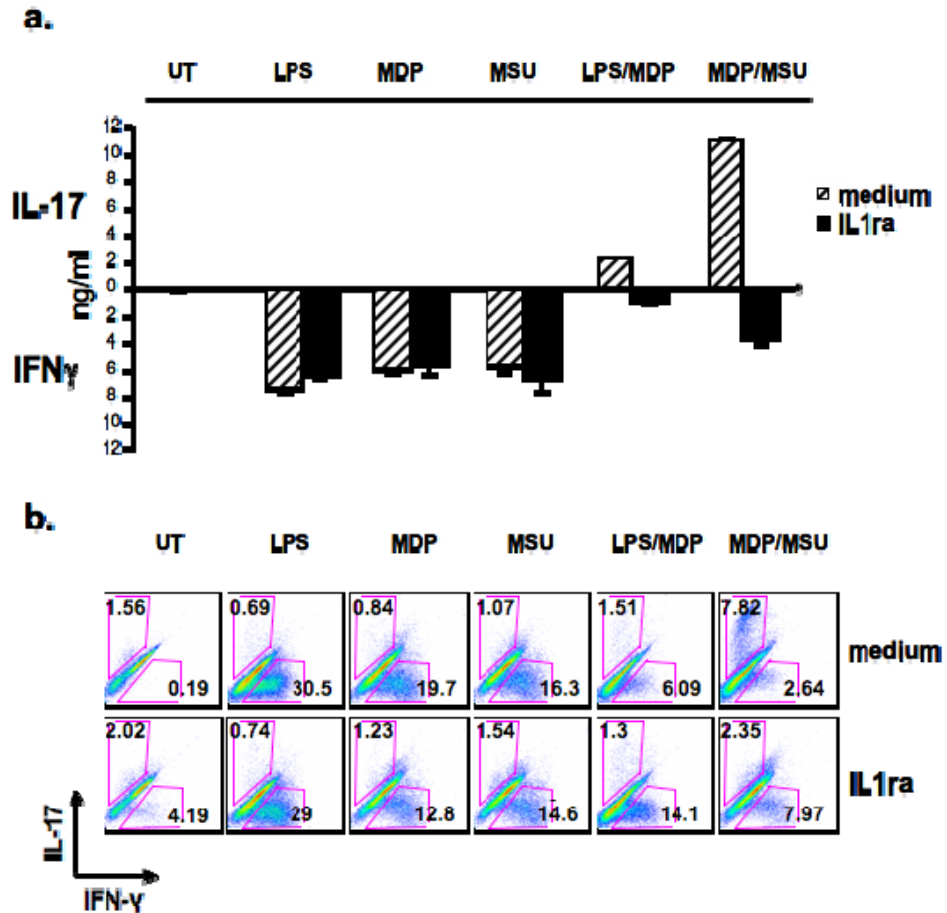 a.
UT LPS MDP MSU LPS/MDP MDP/MSU
12
10
8
6
4
2
0
2
4
6
8
10
12
IL-17
ng/ml
IFNγ
medium
IL1ra
b.
UT LPS MDP MSU LPS/MDP MDP/MSU
1.56 0.69 0.84 1.07 1.51 7.82
medium
0.19 30.5 19.7 16.3 6.09 2.64
2.02 0.74 1.23 1.54 1.3 2.35
IL1ra
4.19 29 12.8 14.6 14.1 7.97
IL-17
IFN-γ